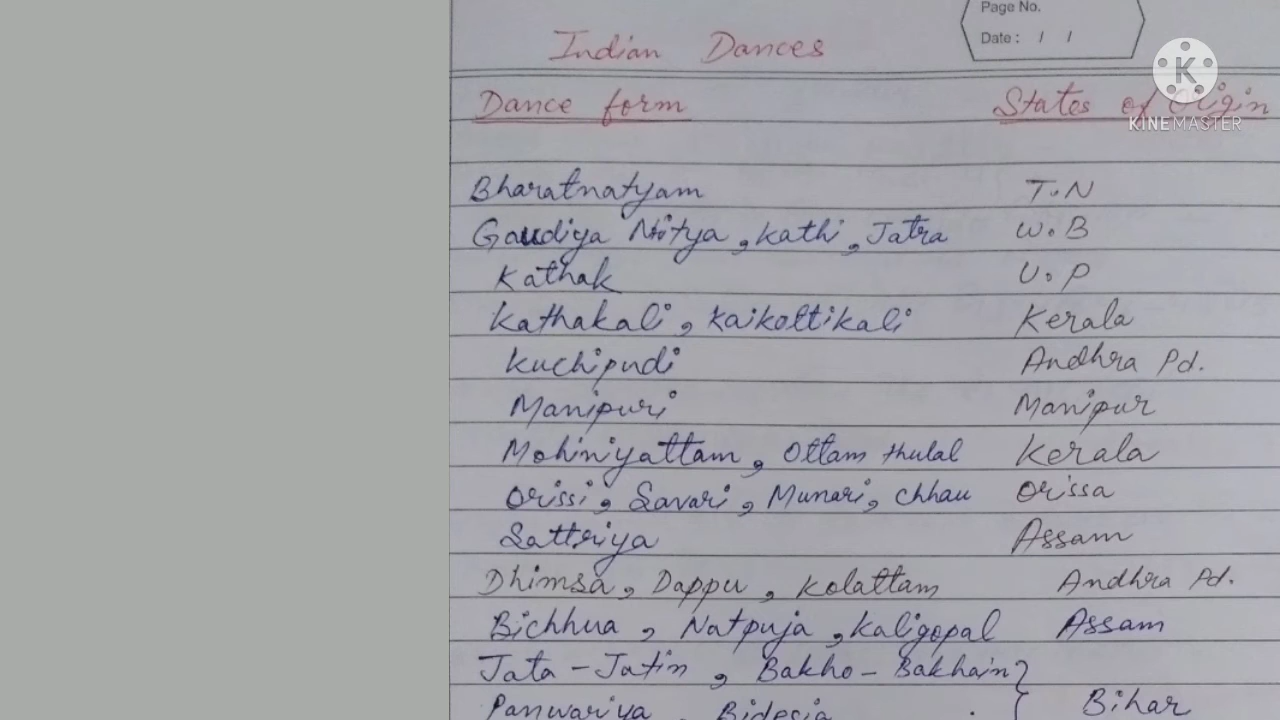 Page No.
Date : / /
Indian Dances
K
KINEMASTER
Dance form States of Origin
Bharatnatyam T.N
Gaudiya Nritya, Kathi, Jatra W.B
Kathak U.P
Kathakali, Kaikottikali Kerala
Kuchipudi Andhra Pd.
Manipuri Manipur
Mohiniyattam, Ottam thulal Kerala
Orissi, Savari, Munari, Chhau Orissa
Sattriya Assam
Dhimsa, Dappu, Kolattam Andhra Pd.
Bichhua, Natpuja, Kaligopal Assam
Jata - Jatin, Bakho - Bakhain }
Panwariya, Bidesia { Bihar